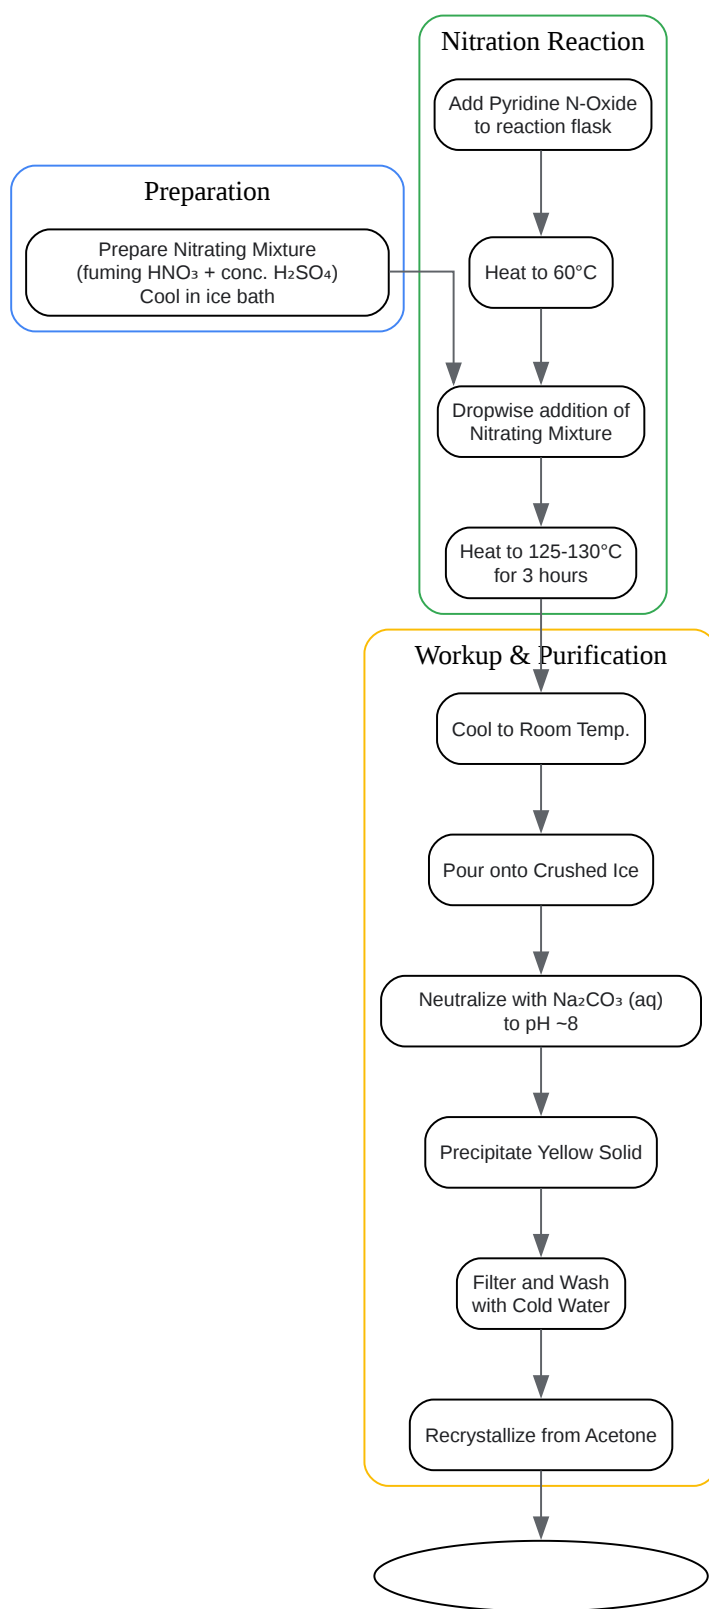 Nitration Reaction
Add Pyridine N-Oxide
to reaction flask
Preparation
Prepare Nitrating Mixture
(fuming HNO₃ + conc. H₂SO₄)
Cool in ice bath
Heat to 60°C
Dropwise addition of
Nitrating Mixture
Heat to 125-130°C
for 3 hours
Workup & Purification
Cool to Room Temp.
Pour onto Crushed Ice
Neutralize with Na₂CO₃ (aq)
to pH ~8
Precipitate Yellow Solid
Filter and Wash
with Cold Water
Recrystallize from Acetone